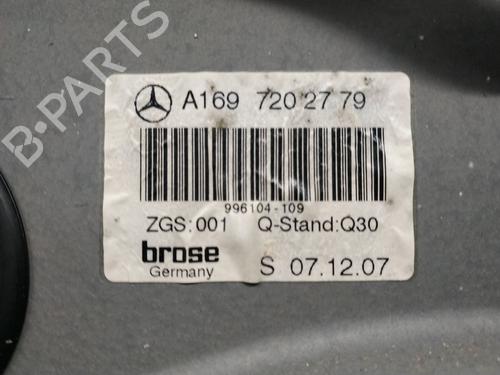 B-PARTS
A169 720 27 79
996104-109
ZGS:001 Q-Stand:Q30
brose
Germany
S 07.12.07